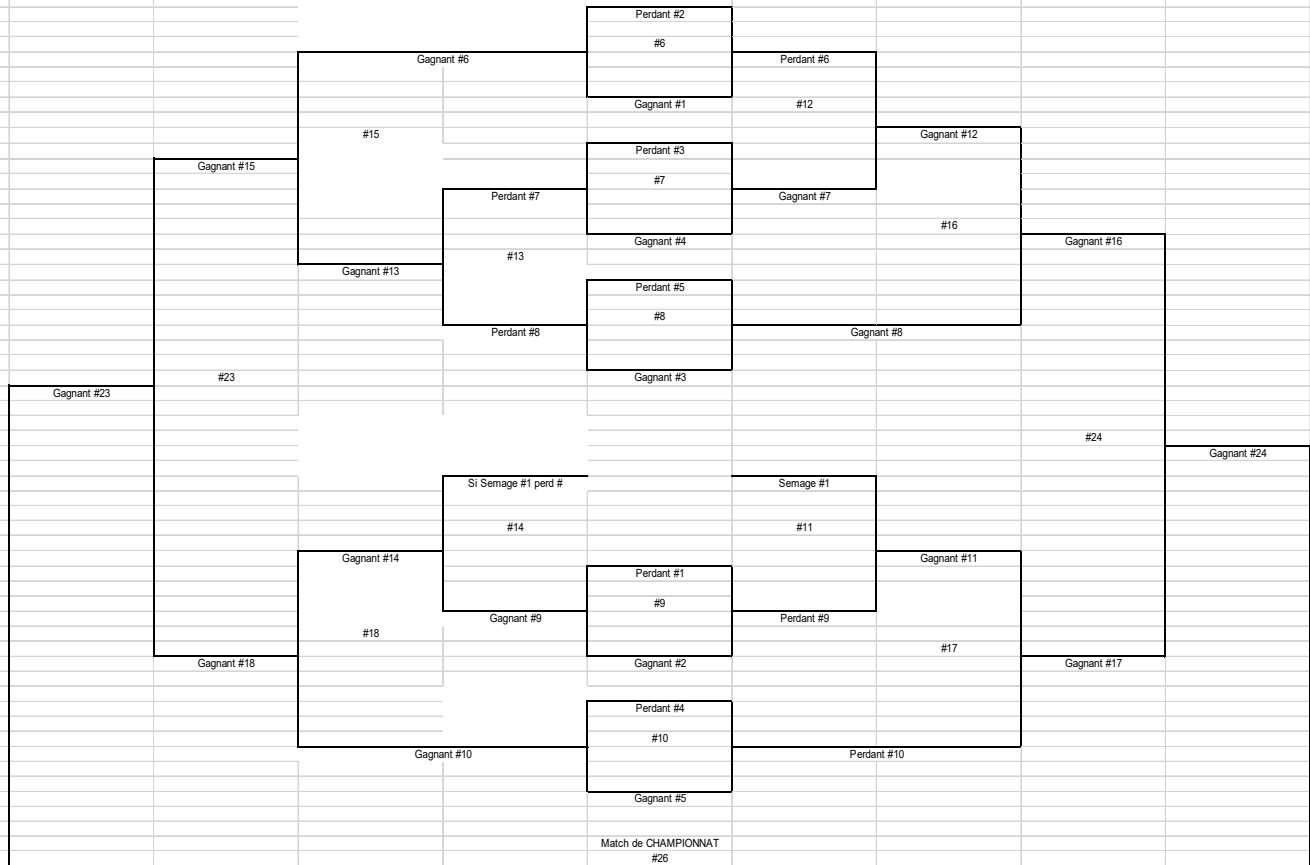 Perdant #2
#6
Gagnant #6
Perdant #6
Gagnant #1
#12
#15
Gagnant #12
Perdant #3
Gagnant #15
#7
Perdant #7
Gagnant #7
#16
Gagnant #4
Gagnant #16
#13
Gagnant #13
Perdant #5
#8
Perdant #8
Gagnant #8
#23
Gagnant #3
Gagnant #23
#24
Gagnant #24
Si Semage #1 perd #
Semage #1
#14
#11
Gagnant #14
Gagnant #11
Perdant #1
#9
Gagnant #9
Perdant #9
#18
#17
Gagnant #18
Gagnant #2
Gagnant #17
Perdant #4
#10
Gagnant #10
Perdant #10
Gagnant #5
Match de CHAMPIONNAT
#26